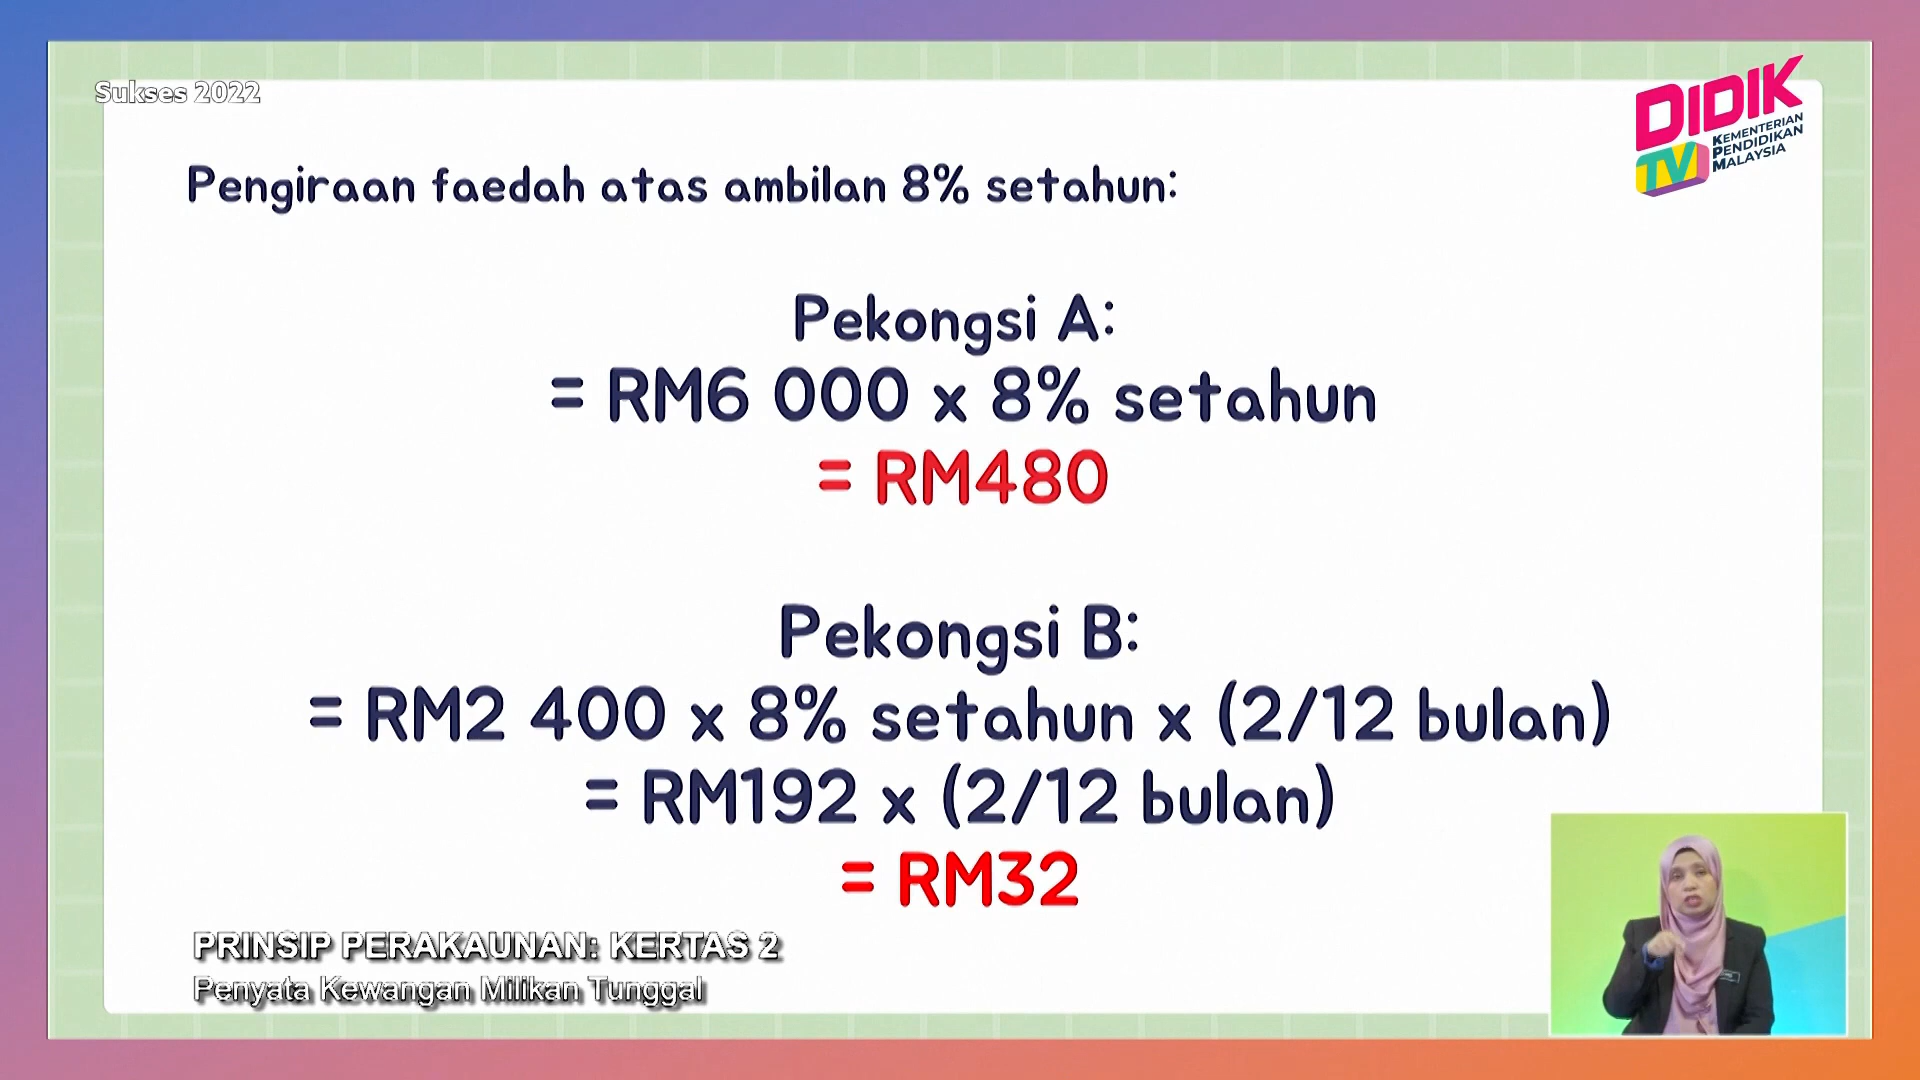 Sukses 2022
DIDIK
TV
KEMENTERIAN
PENDIDIKAN
MALAYSIA
Pengiraan faedah atas ambilan 8% setahun:
Pekongsi A:
= RM6 000 x 8% setahun
= RM480
Pekongsi B:
= RM2 400 x 8% setahun x (2/12 bulan)
= RM192 x (2/12 bulan)
= RM32
PRINSIP PERAKAUNAN: KERTAS 2
Penyata Kewangan Milikan Tunggal